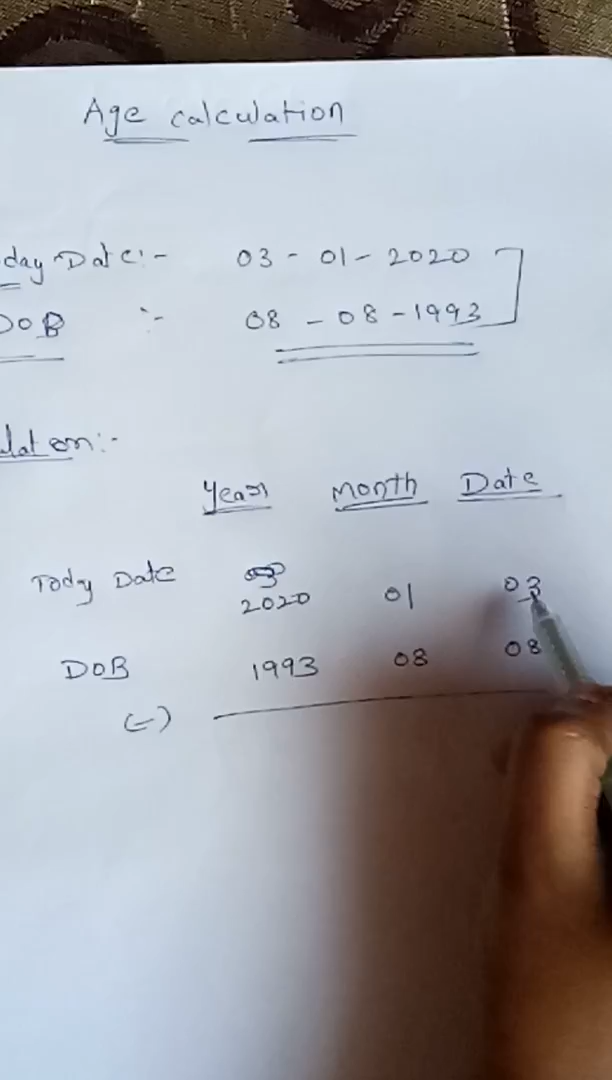 Age calculation
day Date:- 03 - 01 - 2020
DOB :- 08 - 08 - 1993
Year Month Date
Tody Date 2020 01 03
DOB 1993 08 08
(-)